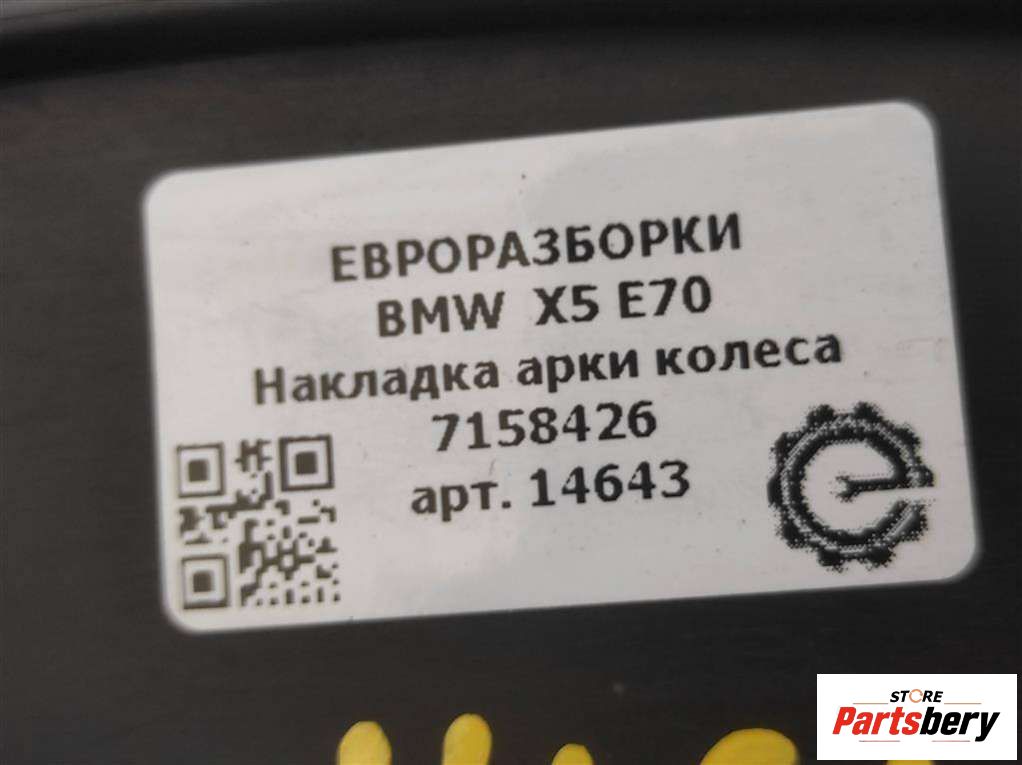 ЕВРОРАЗБОРКИ
BMW X5 E70
Накладка арки колеса
7158426
арт. 14643
STORE
Partsbery